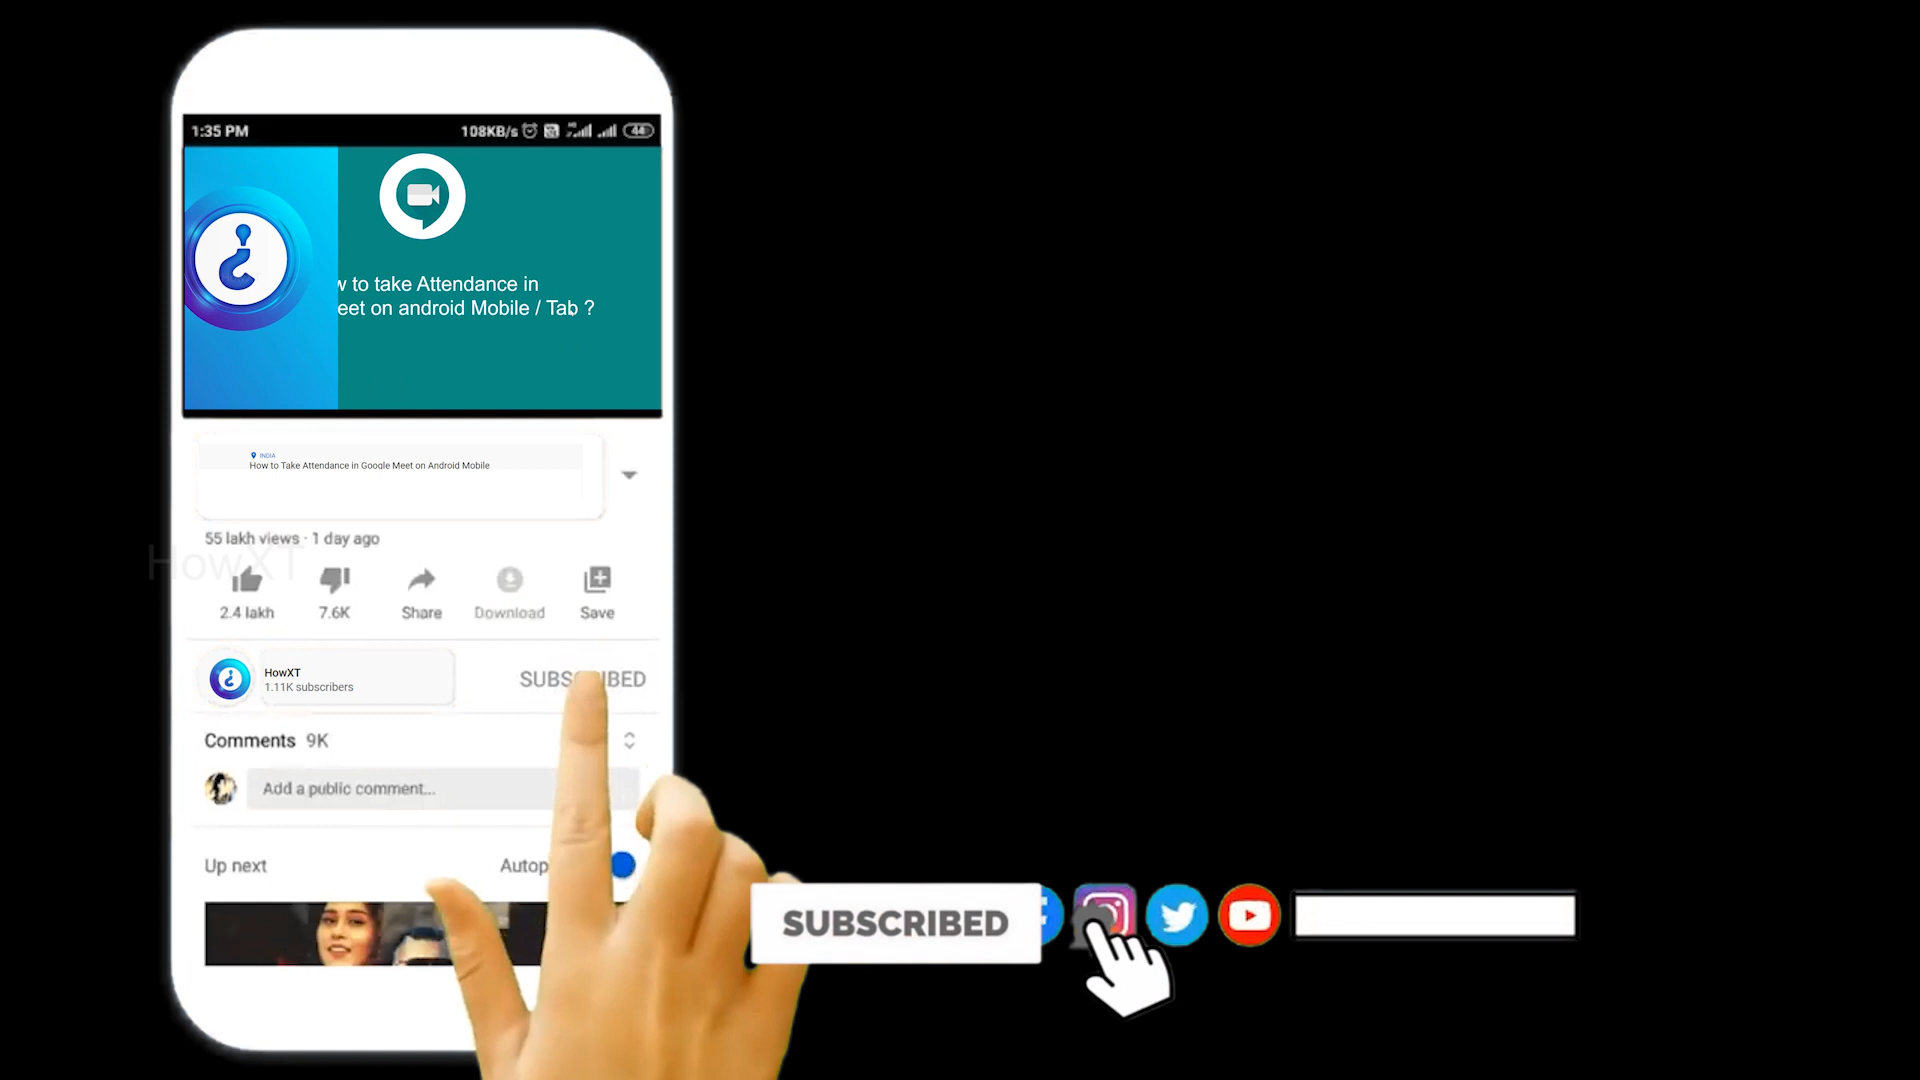 1:35 PM
108KB/s
44
w to take Attendance in
eet on android Mobile / Tab ?
INDIA
How to Take Attendance in Google Meet on Android Mobile
55 lakh views · 1 day ago
HowXT
2.4 lakh
7.6K
Share
Download
Save
HowXT
1.11K subscribers
SUBSCRIBED
Comments 9K
Add a public comment...
Up next
Autop
SUBSCRIBED